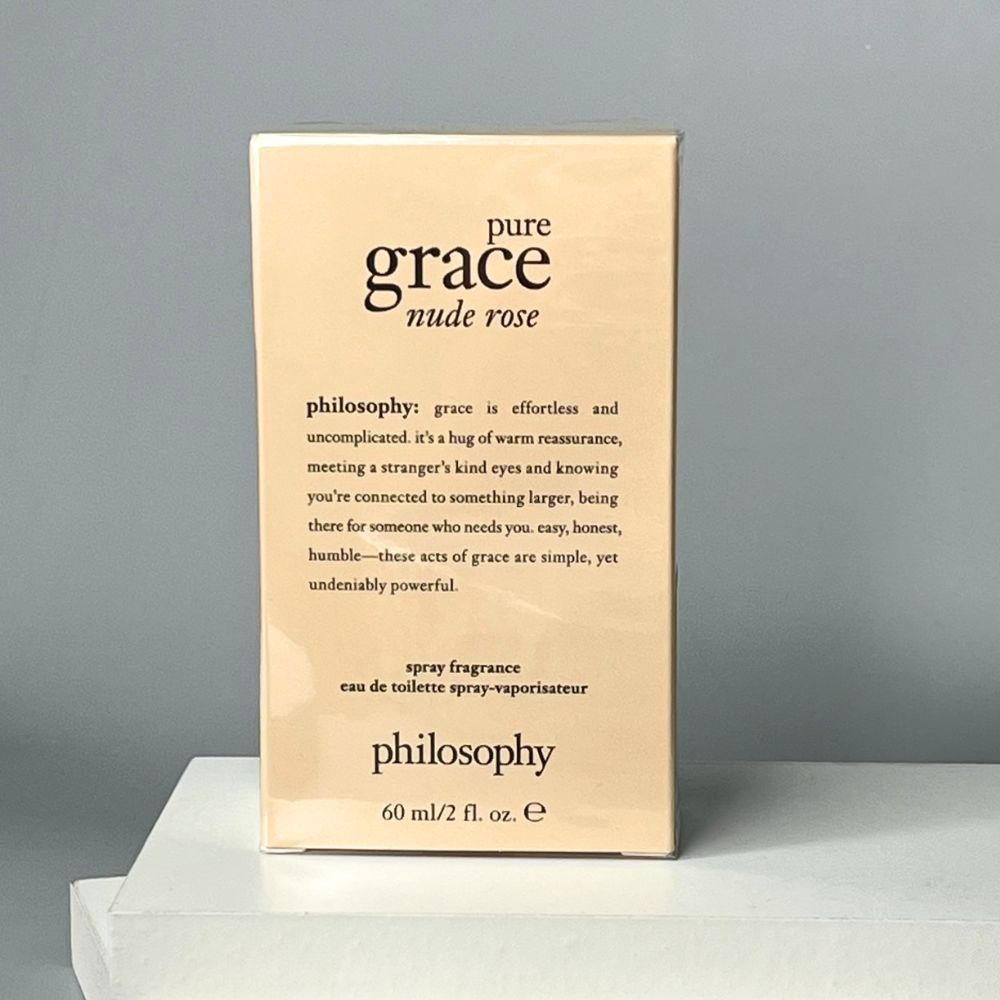 pure
grace
nude rose
philosophy: grace is effortless and
uncomplicated. it's a hug of warm reassurance,
meeting a stranger's kind eyes and knowing
you're connected to something larger, being
there for someone who needs you. easy, honest,
humble—these acts of grace are simple, yet
undeniably powerful.
spray fragrance
eau de toilette spray-vaporisateur
philosophy
60 ml/2 fl. oz. ℮